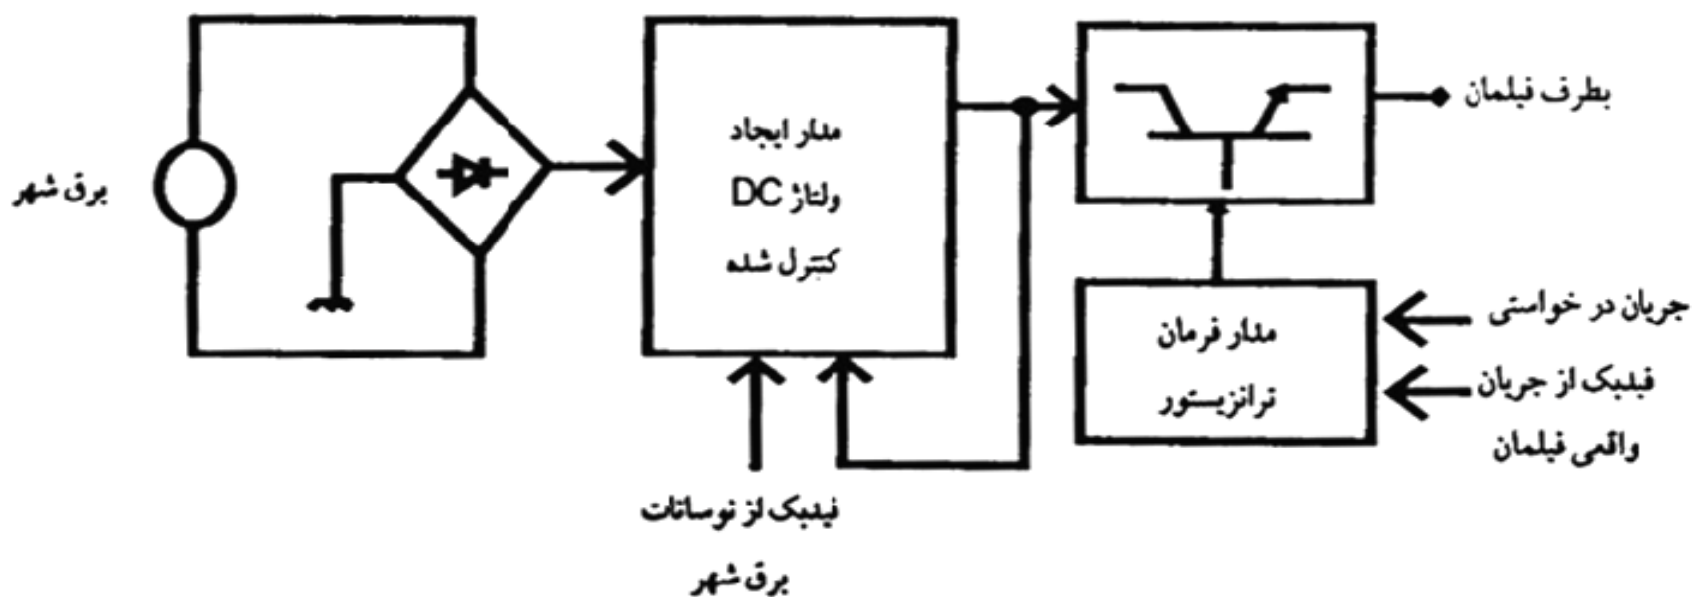 برق شهر
مدار ایجاد
ولتاژ DC
کنترل شده
فیدبک از نوسانات
برق شهر
بطرف فیلمان
مدار فرمان
ترانزیستور
جریان در خواستی
فیدبک از جریان
واقعی فیلمان